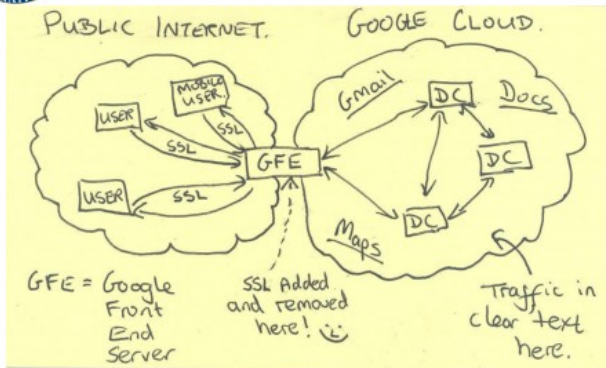 PUBLIC INTERNET.
GOOGLE CLOUD.
MOBILE
USER.
USER
SSL
SSL
USER
SSL
GFE
Gmail
DC
Docs
DC
DC
Maps
GFE = Google
Front
End
Server
SSL Added
and removed
here!
Traffic in
clear text
here.